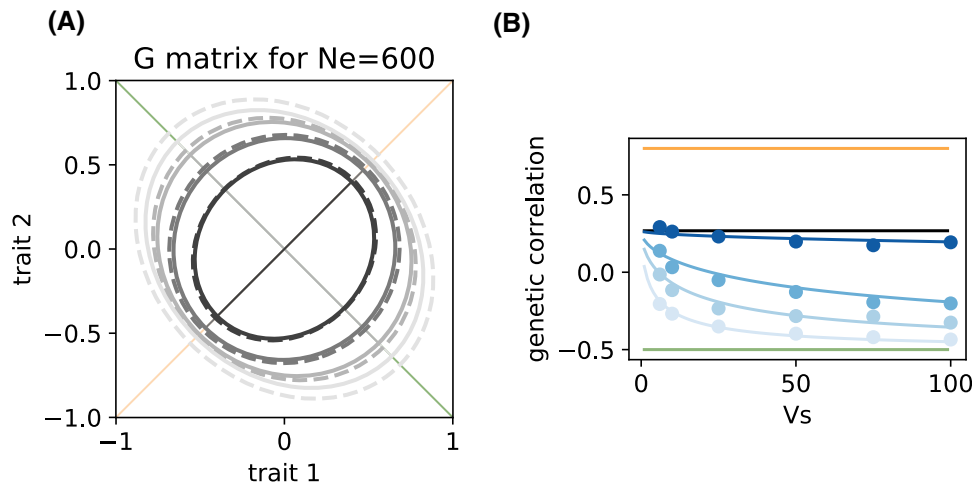 (A)
G matrix for Ne=600
trait 2
1.0
0.5
0.0
−0.5
−1.0
−1
0
1
trait 1
(B)
genetic correlation
0.5
0.0
−0.5
0
50
100
Vs